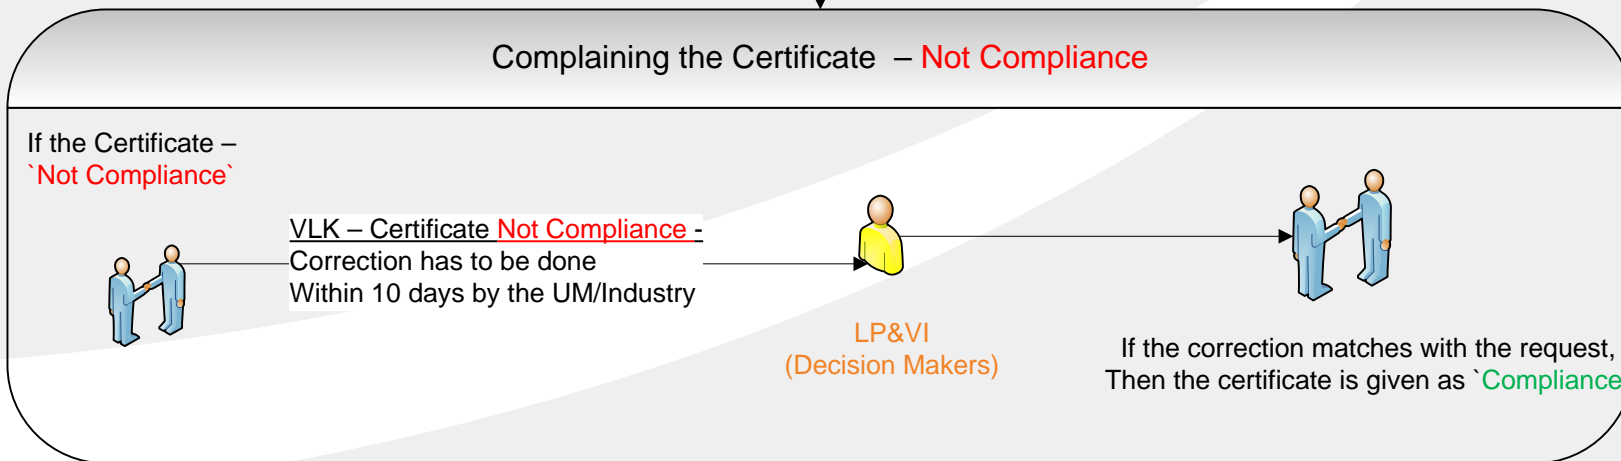 Complaining the Certificate – Not Compliance
If the Certificate –
`Not Compliance`
VLK – Certificate Not Compliance -
Correction has to be done
Within 10 days by the UM/Industry
LP&VI
(Decision Makers)
If the correction matches with the request,
Then the certificate is given as `Compliance